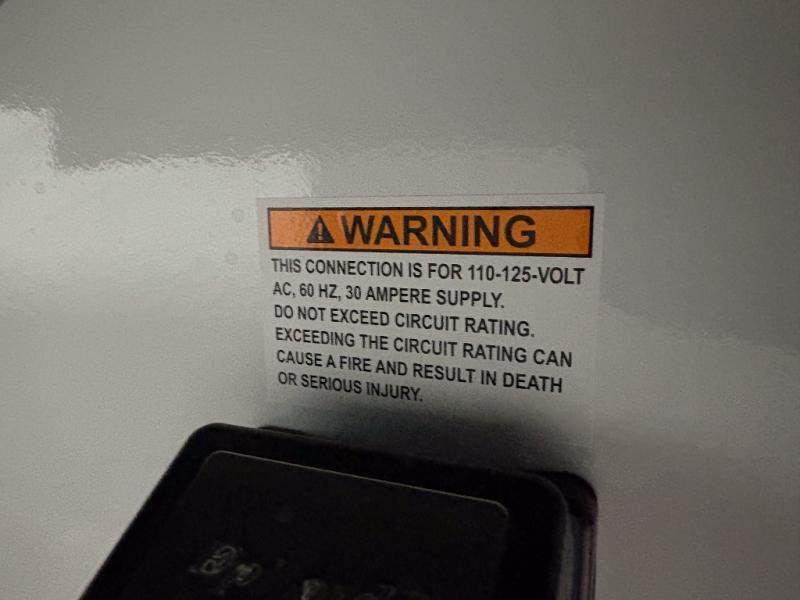 WARNING
THIS CONNECTION IS FOR 110-125-VOLT
AC, 60 HZ, 30 AMPERE SUPPLY.
DO NOT EXCEED CIRCUIT RATING.
EXCEEDING THE CIRCUIT RATING CAN
CAUSE A FIRE AND RESULT IN DEATH
OR SERIOUS INJURY.